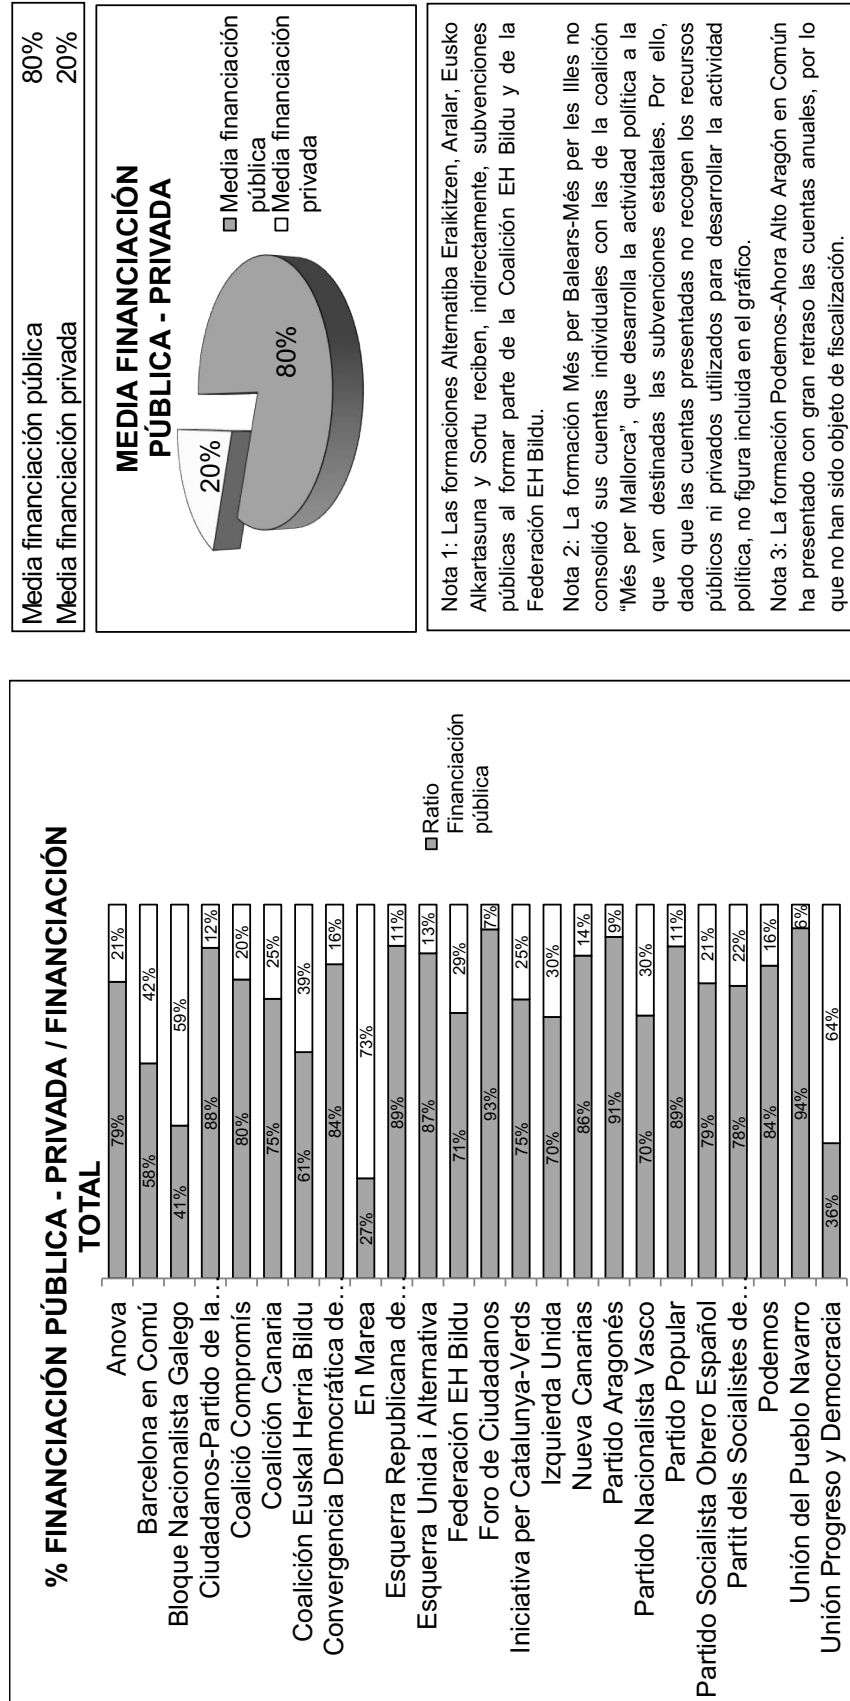 % FINANCIACIÓN PÚBLICA - PRIVADA / FINANCIACIÓN
TOTAL
Anova 79% 21%
Barcelona en Comú 58% 42%
Bloque Nacionalista Galego 41% 59%
Ciudadanos-Partido de la… 88% 12%
Coalició Compromís 80% 20%
Coalición Canaria 75% 25%
Coalición Euskal Herria Bildu 61% 39%
Convergencia Democrática de… 84% 16%
En Marea 27% 73%
Esquerra Republicana de… 89% 11%
Esquerra Unida i Alternativa 87% 13%
Federación EH Bildu 71% 29%
Foro de Ciudadanos 93% 7%
Iniciativa per Catalunya-Verds 75% 25%
Izquierda Unida 70% 30%
Nueva Canarias 86% 14%
Partido Aragonés 91% 9%
Partido Nacionalista Vasco 70% 30%
Partido Popular 89% 11%
Partido Socialista Obrero Español 79% 21%
Partit dels Socialistes de… 78% 22%
Podemos 84% 16%
Unión del Pueblo Navarro 94% 6%
Unión Progreso y Democracia 36% 64%
Ratio
Financiación
pública
Media financiación pública 80%
Media financiación privada 20%
MEDIA FINANCIACIÓN
PÚBLICA - PRIVADA
20%
80%
Media financiación
pública
Media financiación
privada
Nota 1: Las formaciones Alternatiba Eraikitzen, Aralar, Eusko
Alkartasuna y Sortu reciben, indirectamente, subvenciones
públicas al formar parte de la Coalición EH Bildu y de la
Federación EH Bildu.
Nota 2: La formación Més per Balears-Més per les Illes no
consolidó sus cuentas individuales con las de la coalición
“Més per Mallorca”, que desarrolla la actividad política a la
que van destinadas las subvenciones estatales. Por ello,
dado que las cuentas presentadas no recogen los recursos
públicos ni privados utilizados para desarrollar la actividad
política, no figura incluida en el gráfico.
Nota 3: La formación Podemos-Ahora Alto Aragón en Común
ha presentado con gran retraso las cuentas anuales, por lo
que no han sido objeto de fiscalización.